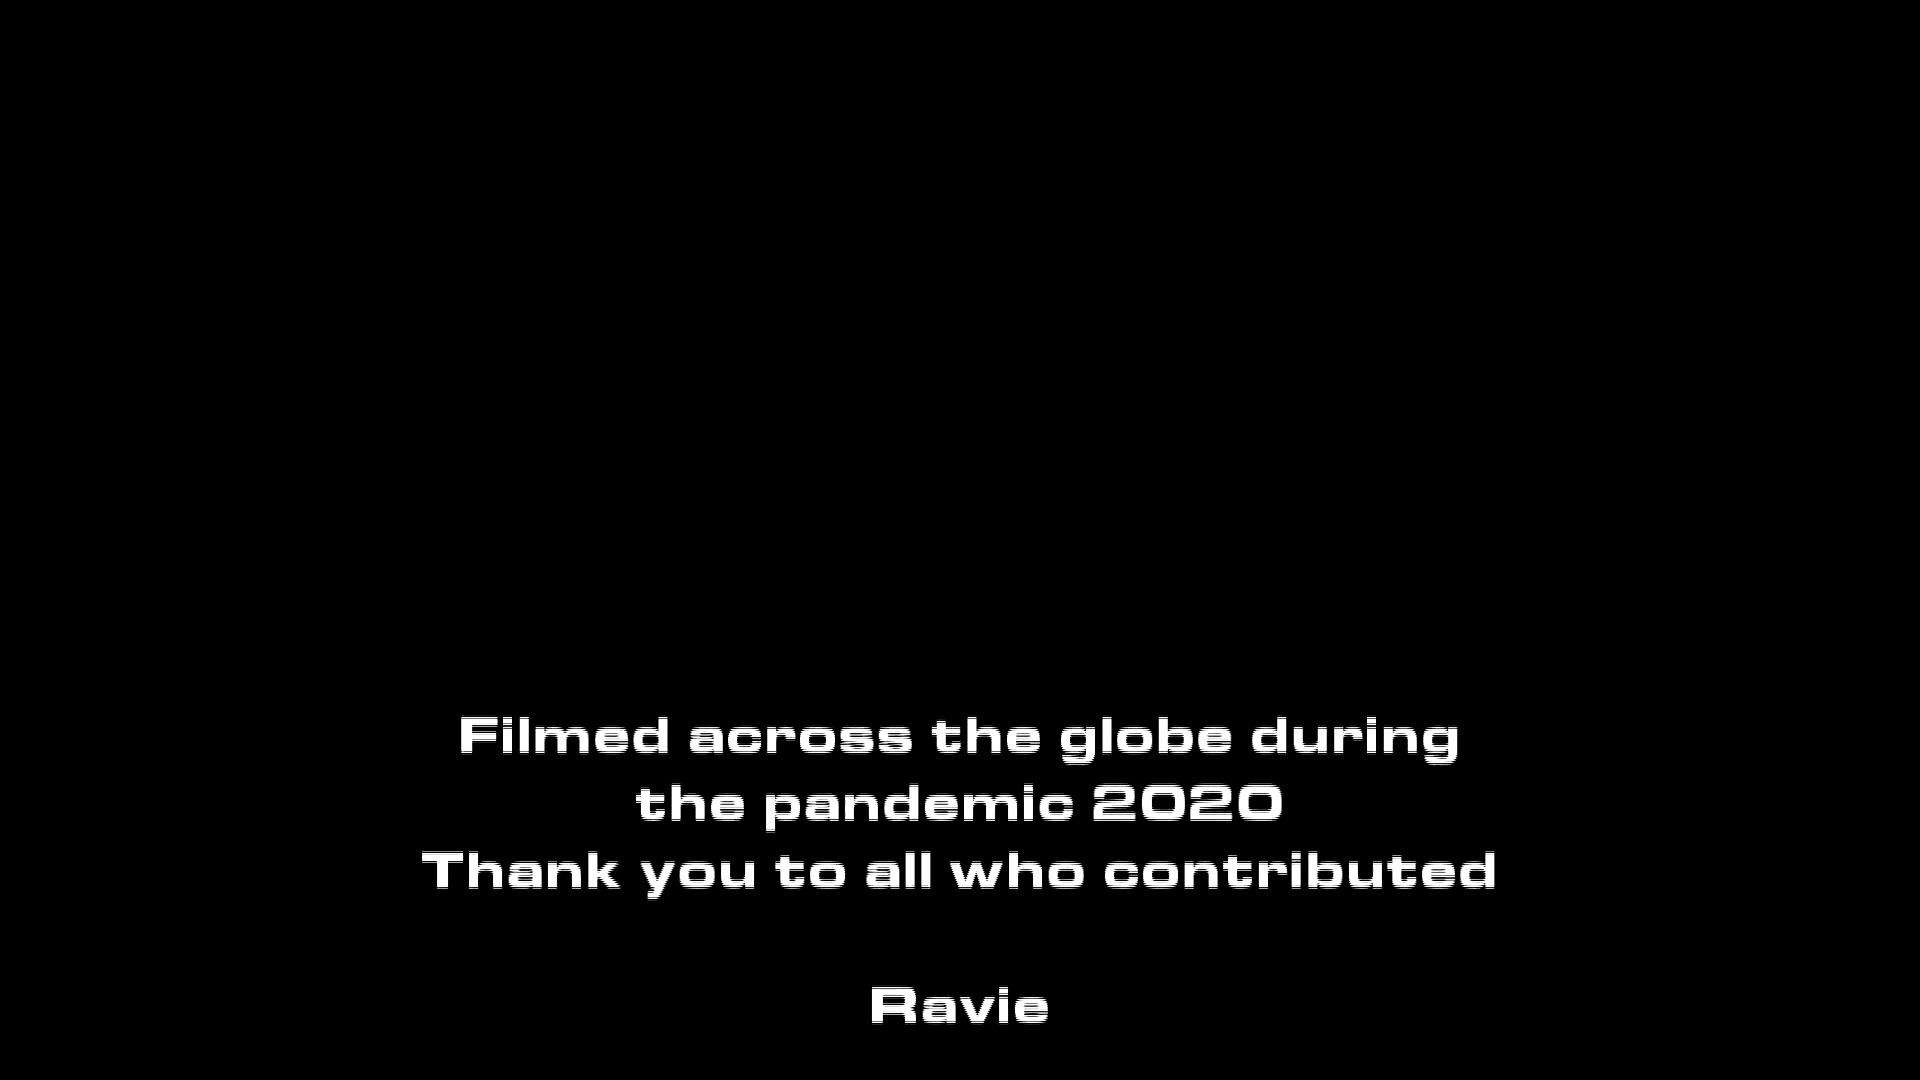 Filmed across the globe during
the pandemic 2020
Thank you to all who contributed
Ravie